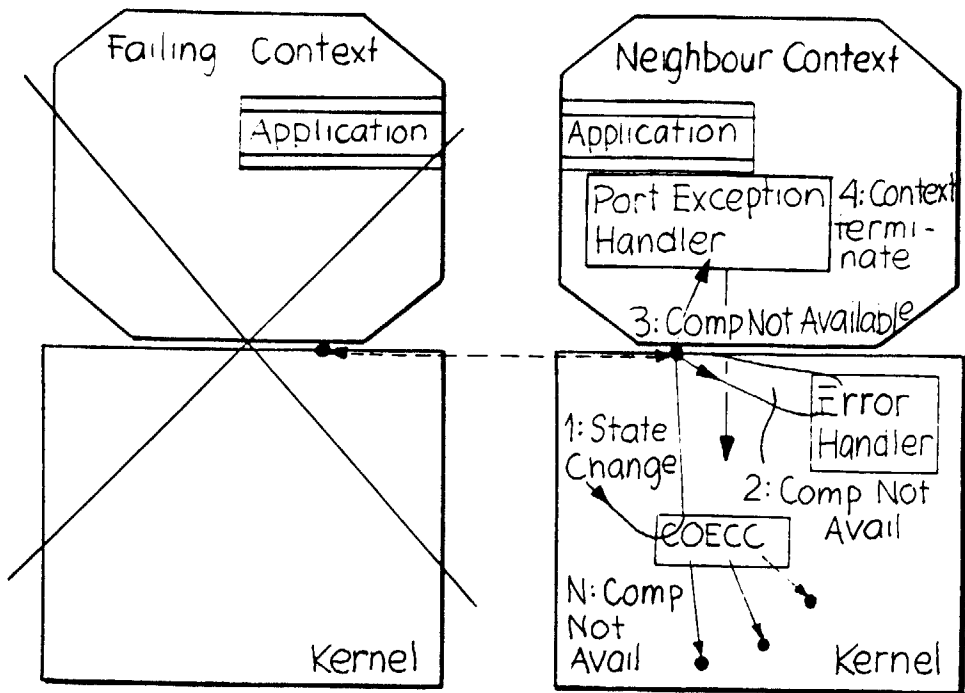 Failing Context
Application
Kernel
Neighbour Context
Application
Port Exception
Handler
4: Context
termi-
nate
3: Comp Not Available
Error
Handler
1: State
Change
2: Comp Not
Avail
COECC
N: Comp
Not
Avail
Kernel